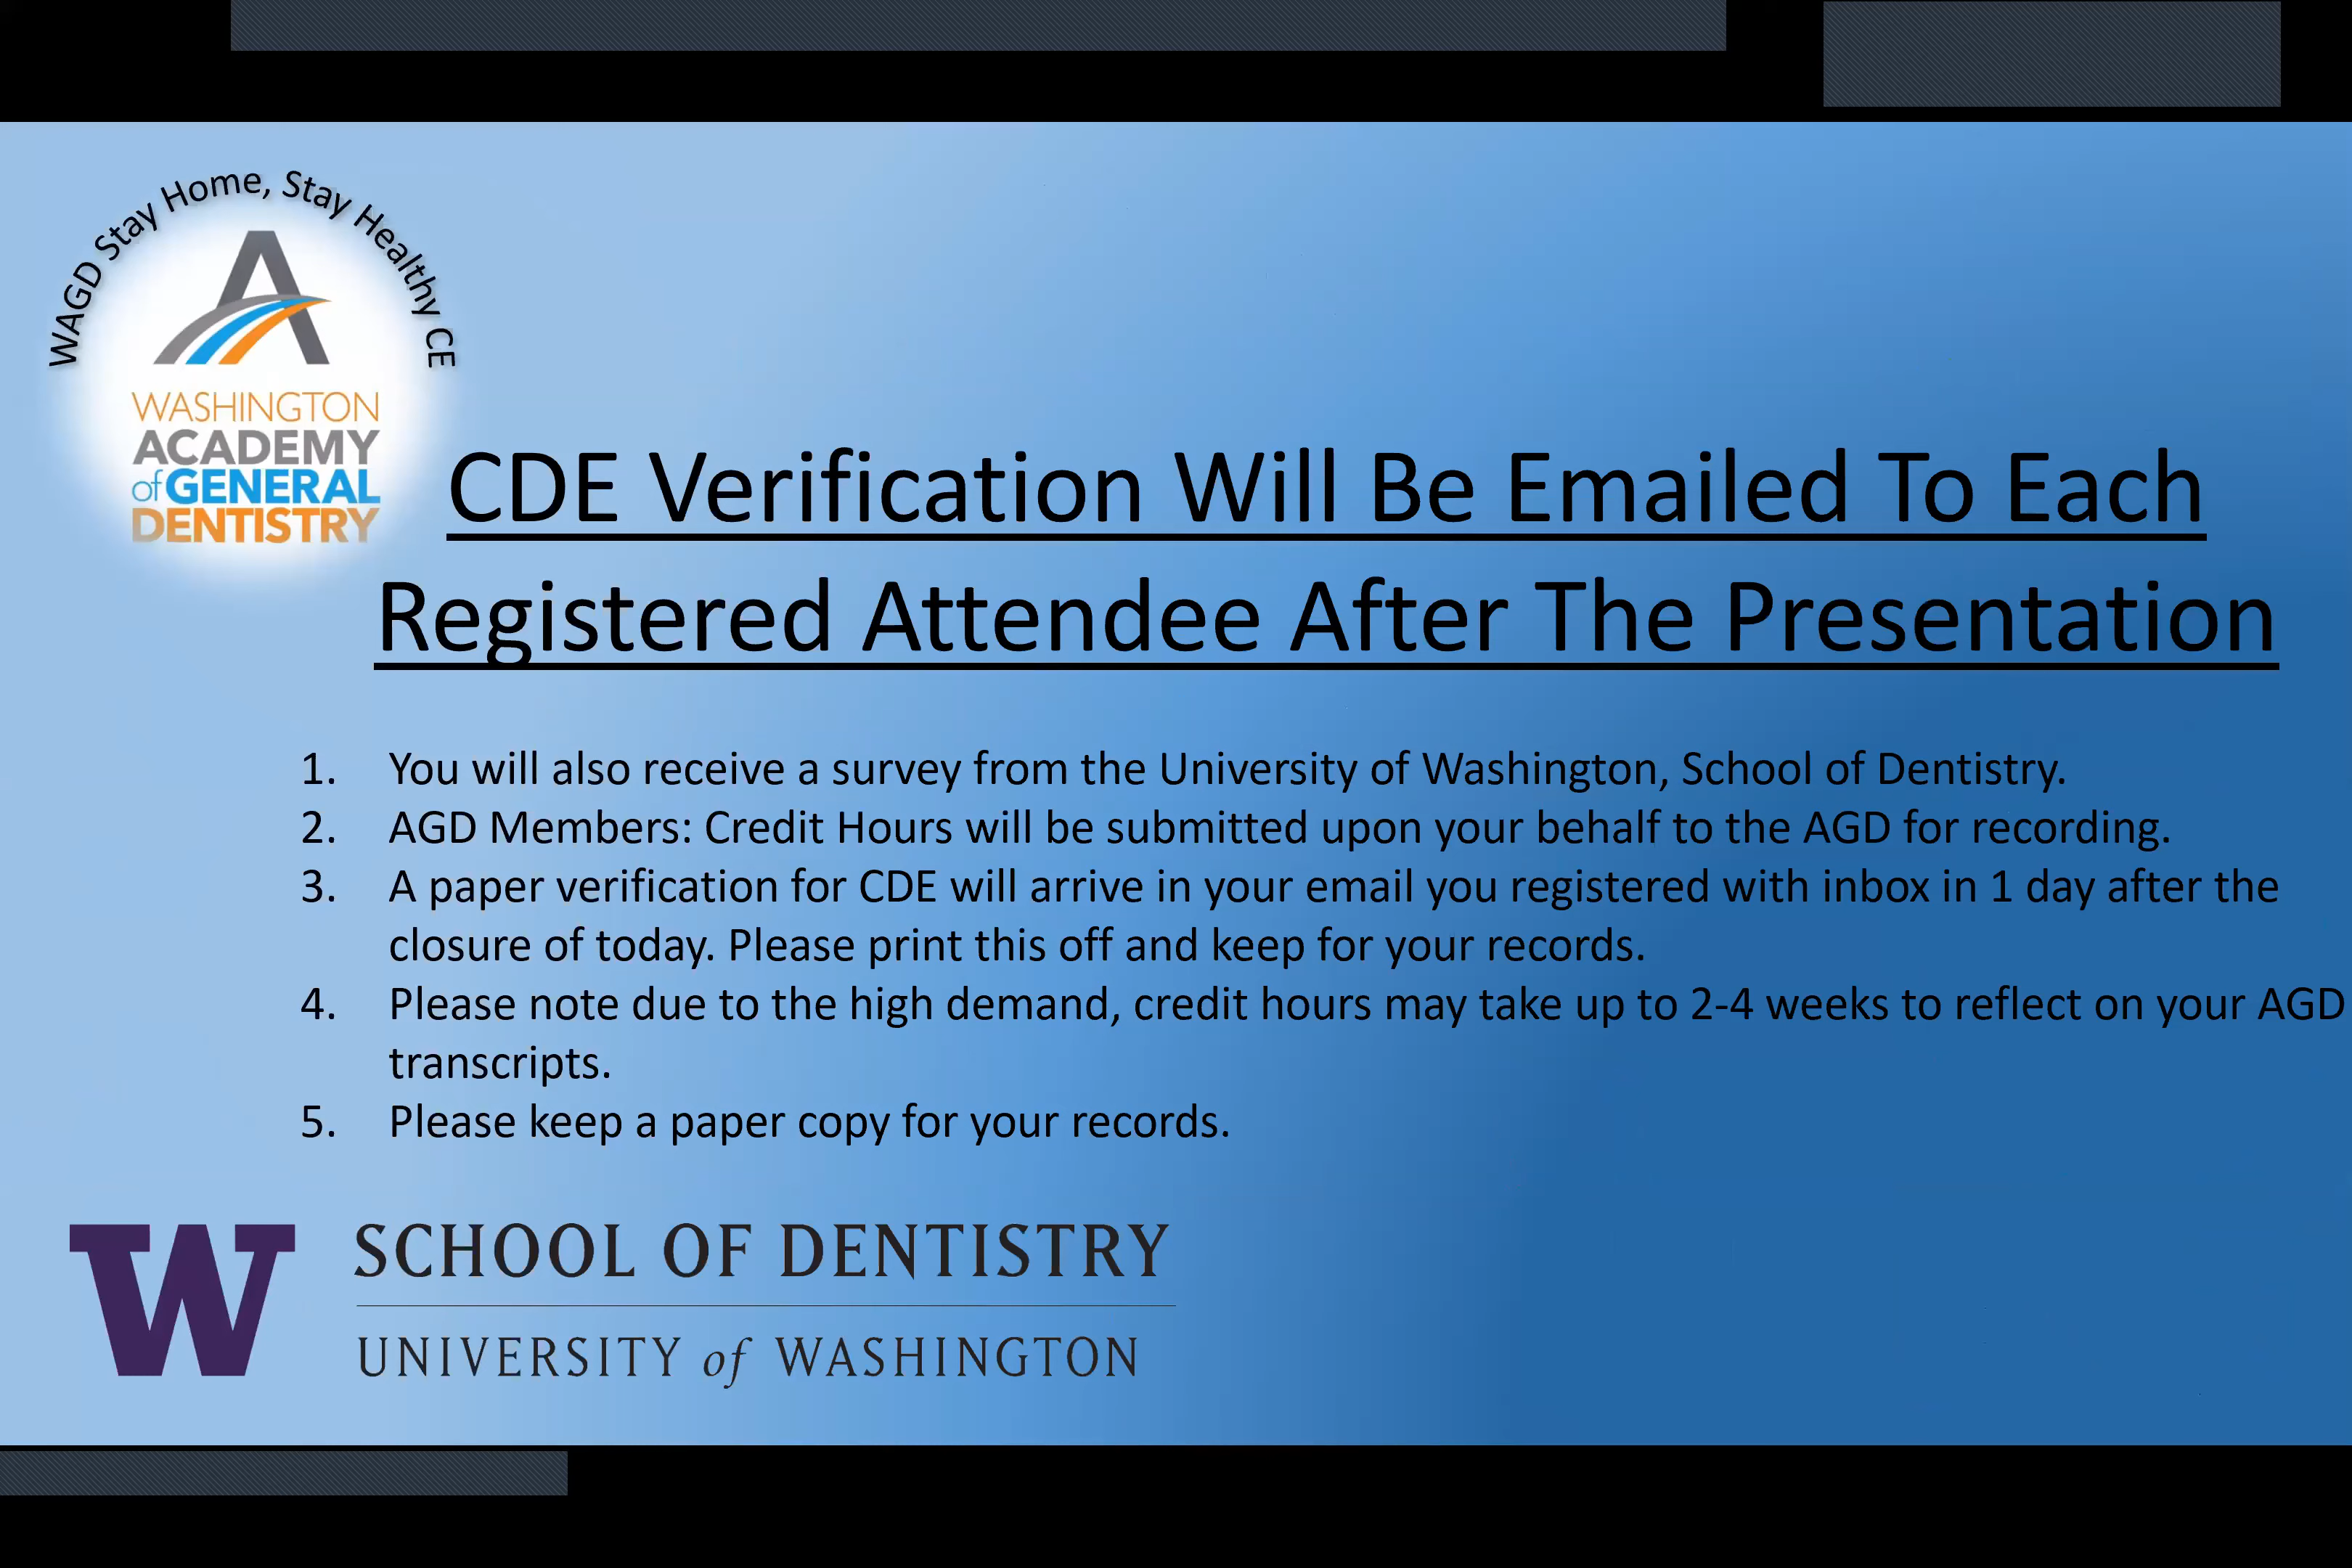 WAGD Stay Home, Stay Healthy CE
WASHINGTON
ACADEMY
of GENERAL
DENTISTRY
CDE Verification Will Be Emailed To Each
Registered Attendee After The Presentation
1. You will also receive a survey from the University of Washington, School of Dentistry.
2. AGD Members: Credit Hours will be submitted upon your behalf to the AGD for recording.
3. A paper verification for CDE will arrive in your email you registered with inbox in 1 day after the
closure of today. Please print this off and keep for your records.
4. Please note due to the high demand, credit hours may take up to 2-4 weeks to reflect on your AGD
transcripts.
5. Please keep a paper copy for your records.
W
SCHOOL OF DENTISTRY
UNIVERSITY of WASHINGTON